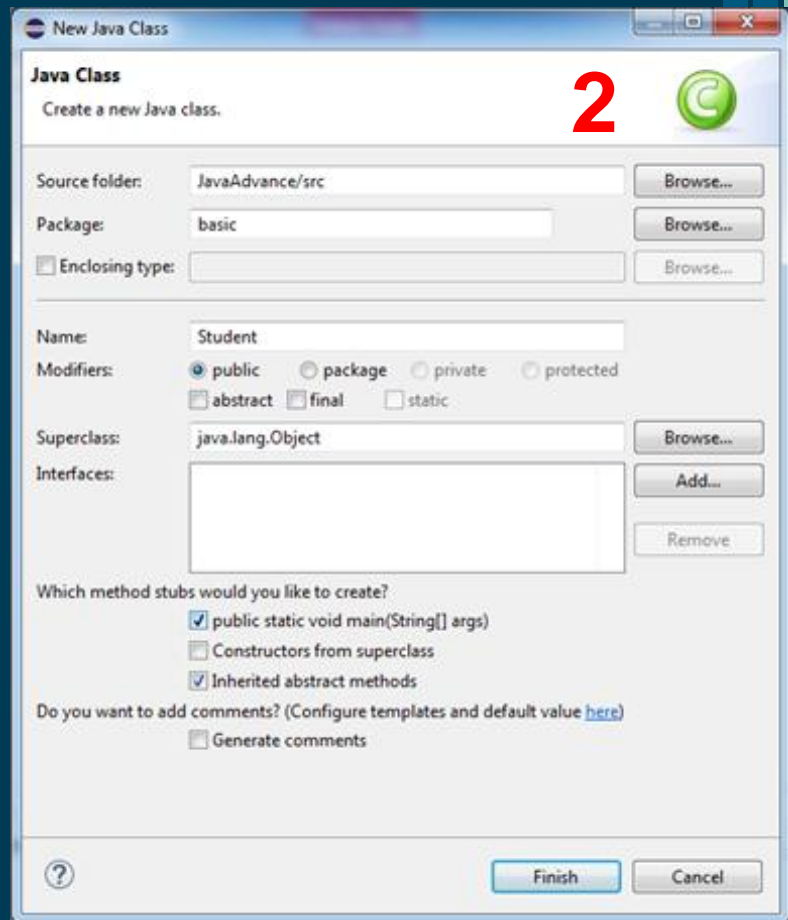 New Java Class
Java Class
Create a new Java class.
2
Source folder: JavaAdvance/src Browse...
Package: basic Browse...
Enclosing type: Browse...
Name: Student
Modifiers: public package private protected
abstract final static
Superclass: java.lang.Object Browse...
Interfaces: Add...
Remove
Which method stubs would you like to create?
public static void main(String[] args)
Constructors from superclass
Inherited abstract methods
Do you want to add comments? (Configure templates and default value here)
Generate comments
? Finish Cancel